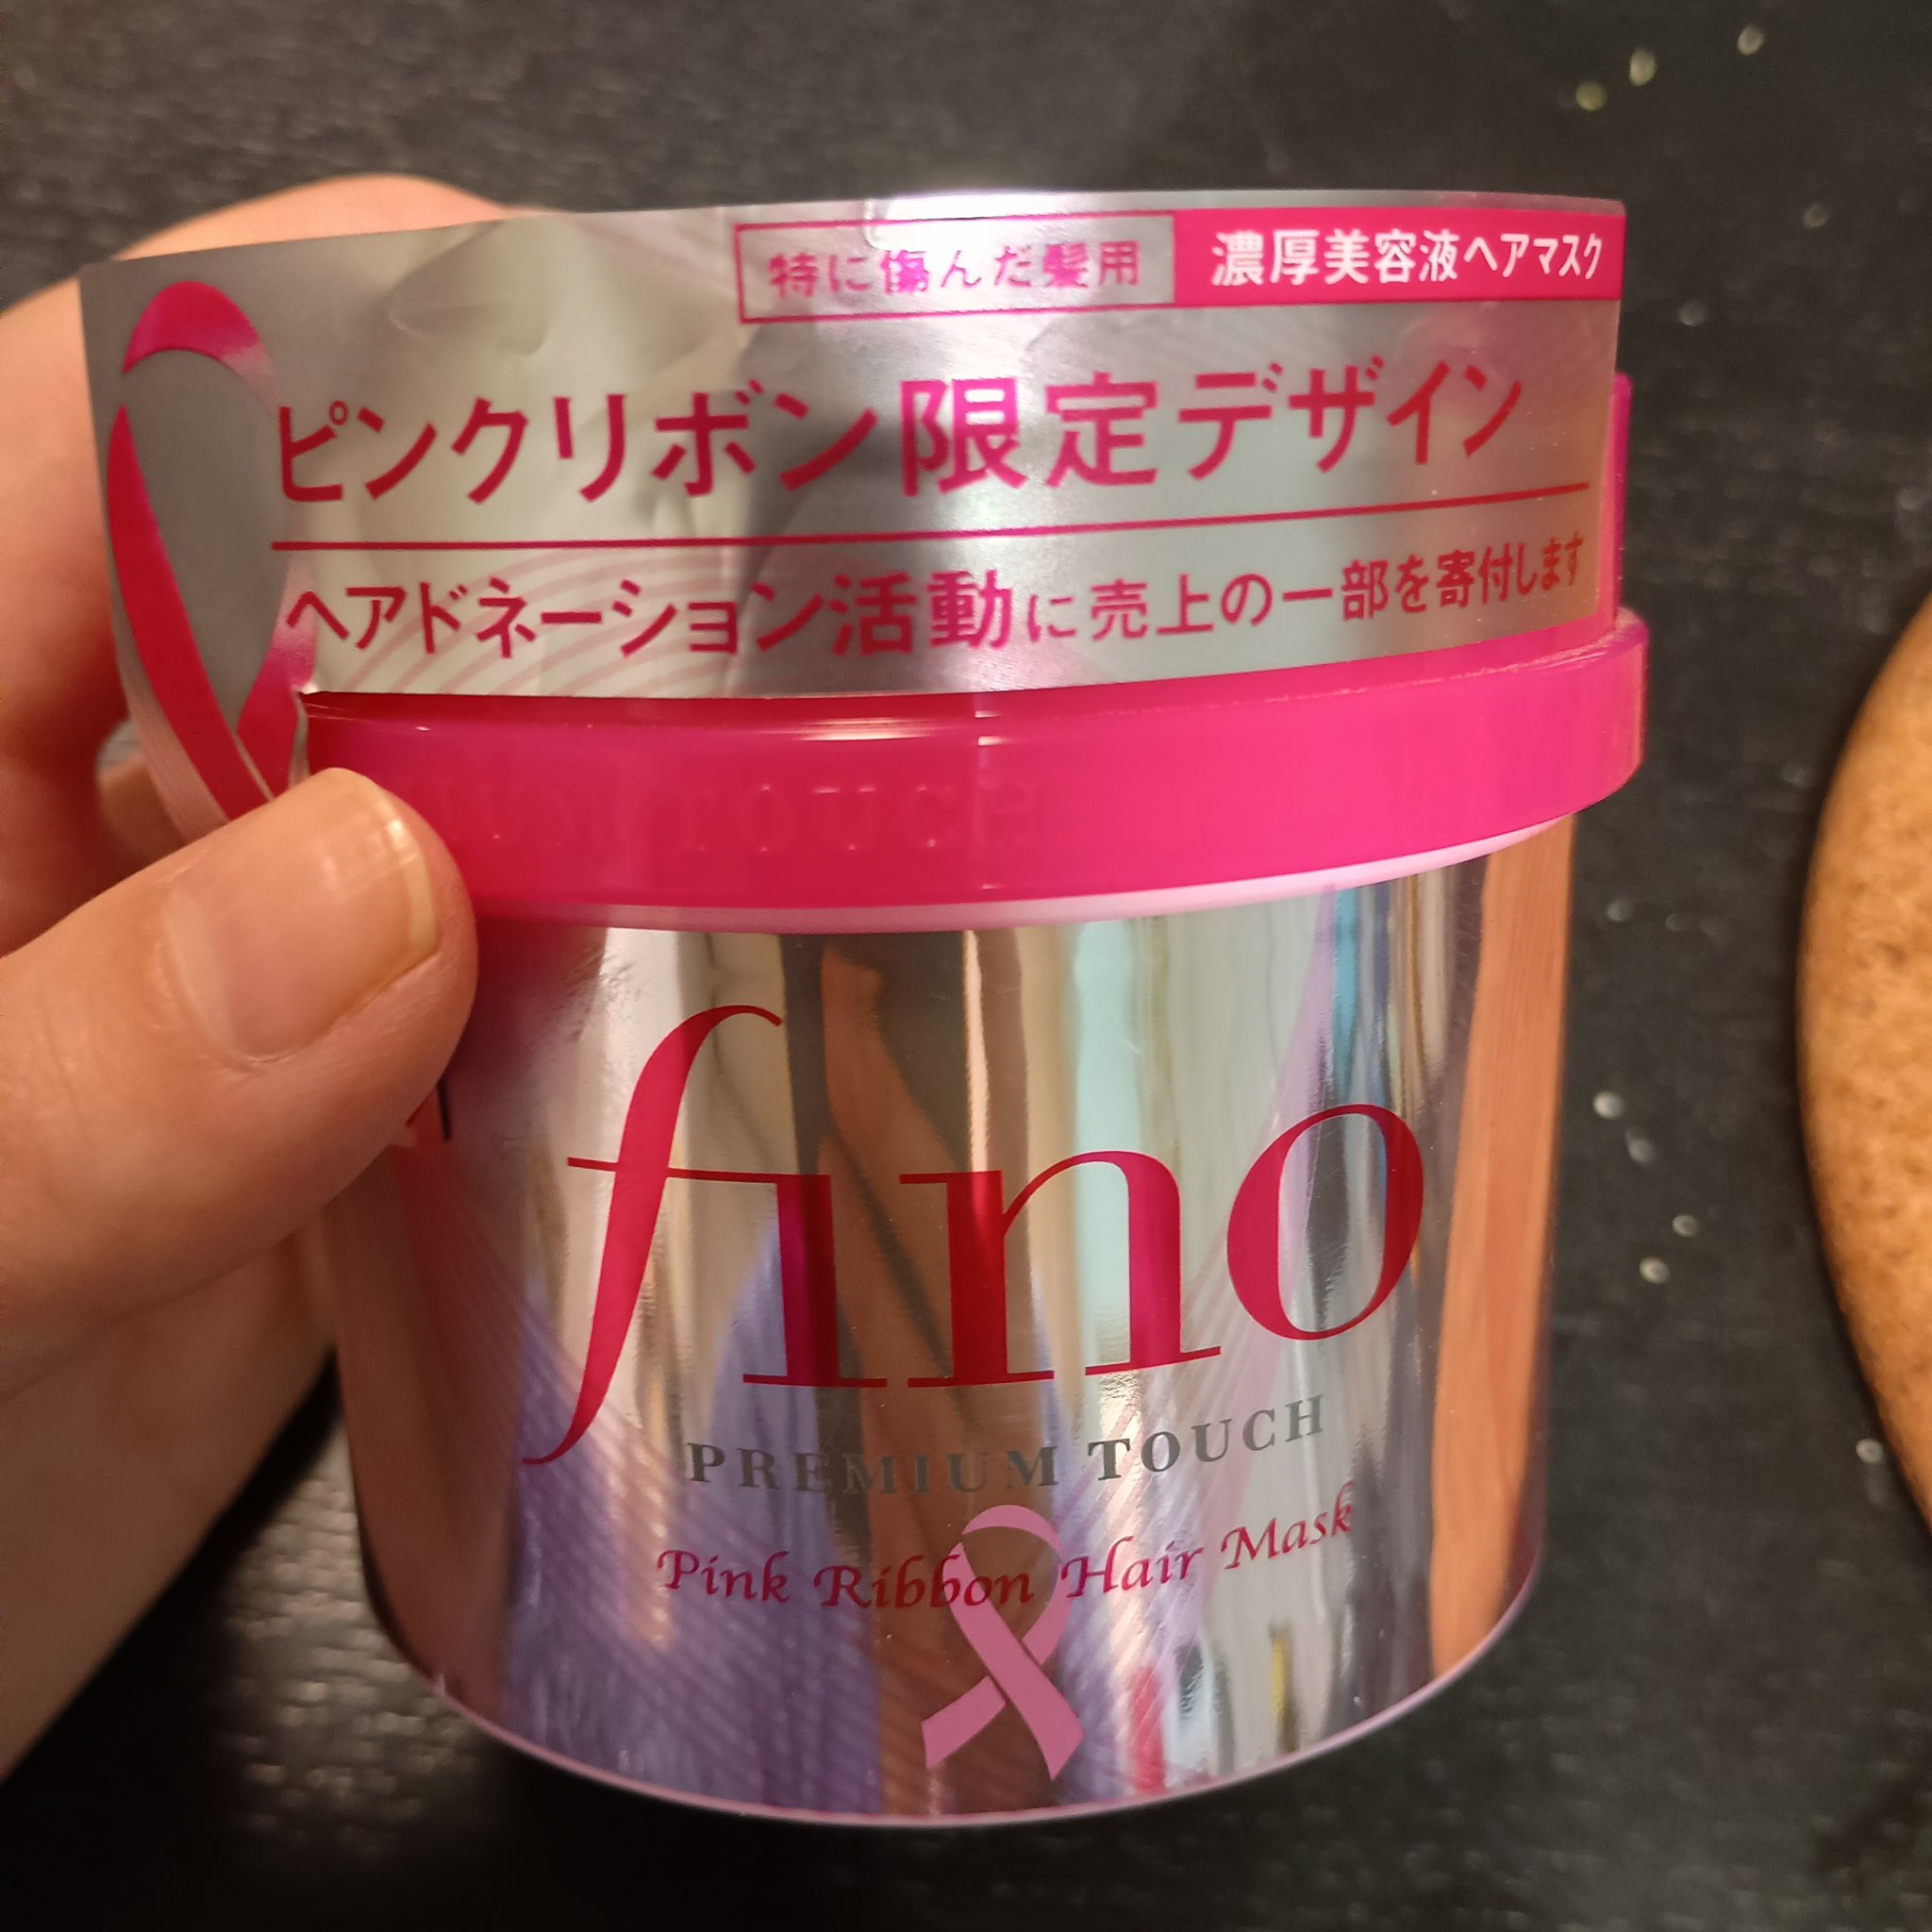 特に傷んだ髪用 濃厚美容液ヘアマスク
ピンクリボン限定デザイン
ヘアドネーション活動に売上の一部を寄付します
UM TOUCH
fino
PREMIUM TOUCH
Pink Ribbon Hair Mask